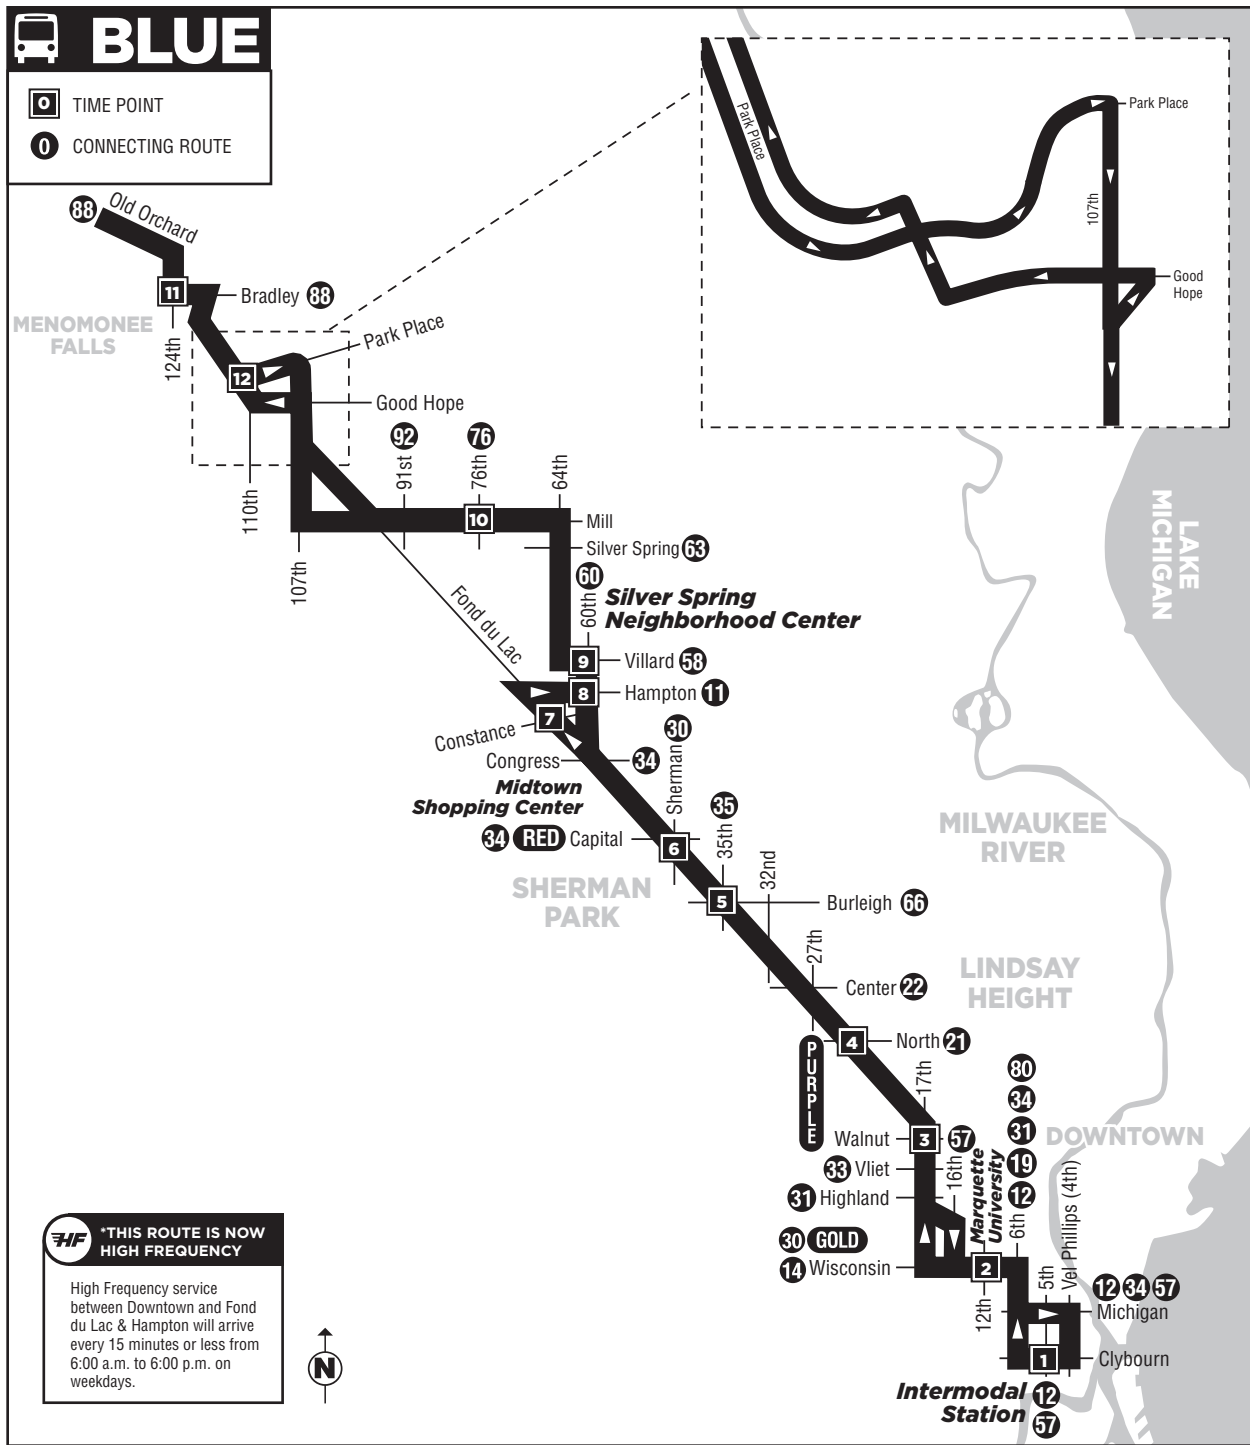 BLUE
0 TIME POINT
0 CONNECTING ROUTE
Park Place
Park Place
107th
Good
Hope
88 Old Orchard
11
Bradley 88
MENOMONEE
FALLS
124th
Park Place
12
Good Hope
110th
107th
92
91st
76
76th
10
64th
Mill
Silver Spring 63
60
60th
Silver Spring
Neighborhood Center
Fond du Lac
9
Villard 58
8
Hampton 11
7
Constance
Congress
34
30
Sherman
Midtown
Shopping Center
34 RED Capital
6
35
35th
32nd
5
Burleigh 66
SHERMAN
PARK
27th
Center 22
4
North 21
PURPLE
17th
Walnut
3
57
33 Vliet
31 Highland
16th
30 GOLD
14 Wisconsin
Marquette
University
2
12th
80
34
31
19
12
6th
5th
Vel Phillips (4th)
12 34 57
Michigan
1
Clybourn
Intermodal
Station
12
57
LAKE
MICHIGAN
MILWAUKEE
RIVER
LINDSAY
HEIGHT
DOWNTOWN
HF
*THIS ROUTE IS NOW
HIGH FREQUENCY
High Frequency service
between Downtown and Fond
du Lac & Hampton will arrive
every 15 minutes or less from
6:00 a.m. to 6:00 p.m. on
weekdays.
N